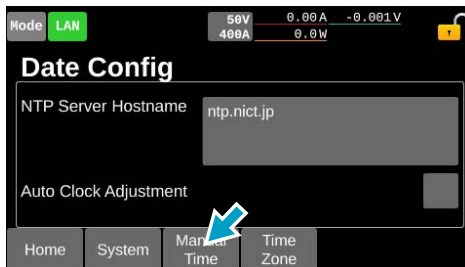 Mode LAN 50V 0.00A -0.001V
400A 0.0W
Date Config
NTP Server Hostname ntp.nict.jp
Auto Clock Adjustment
Home System Manual Time
Time Zone